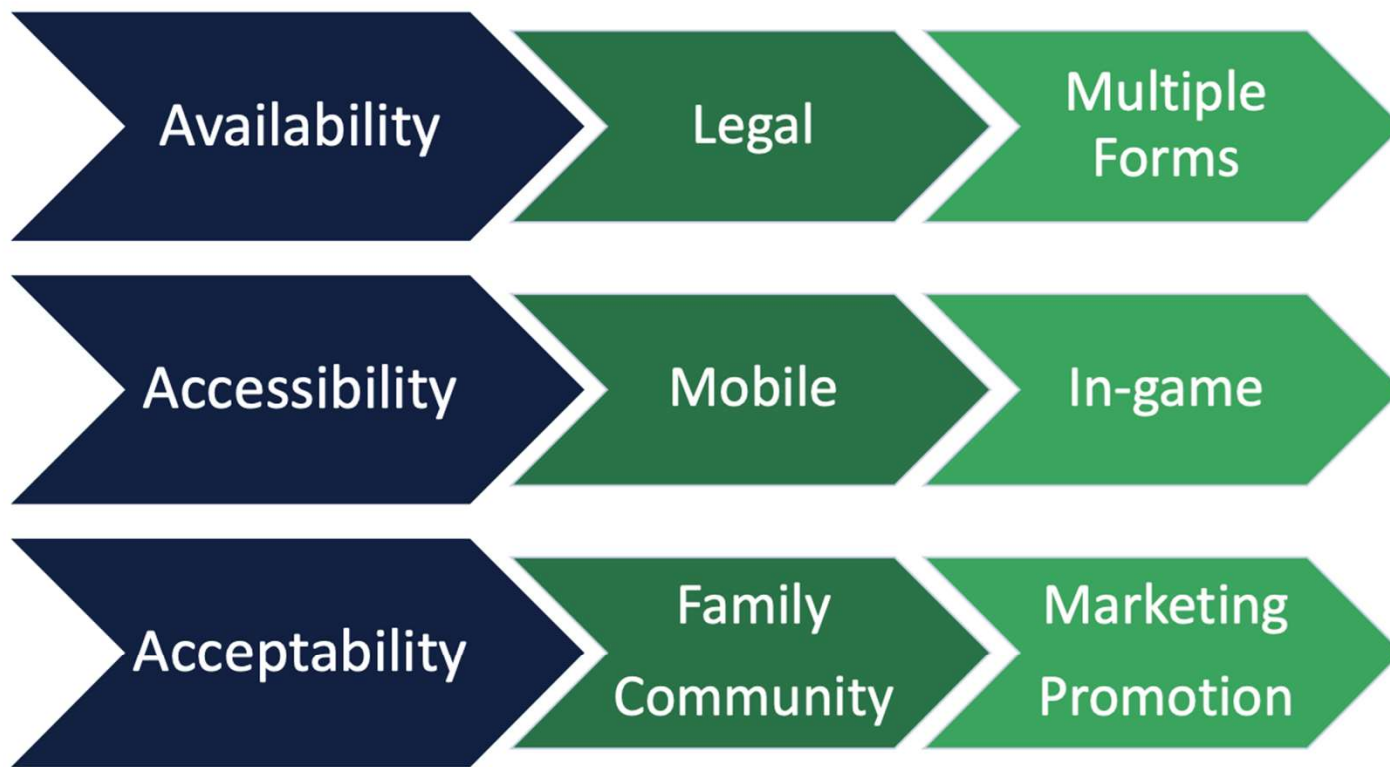 Availability
Legal
Multiple
Forms
Accessibility
Mobile
In-game
Acceptability
Family
Community
Marketing
Promotion